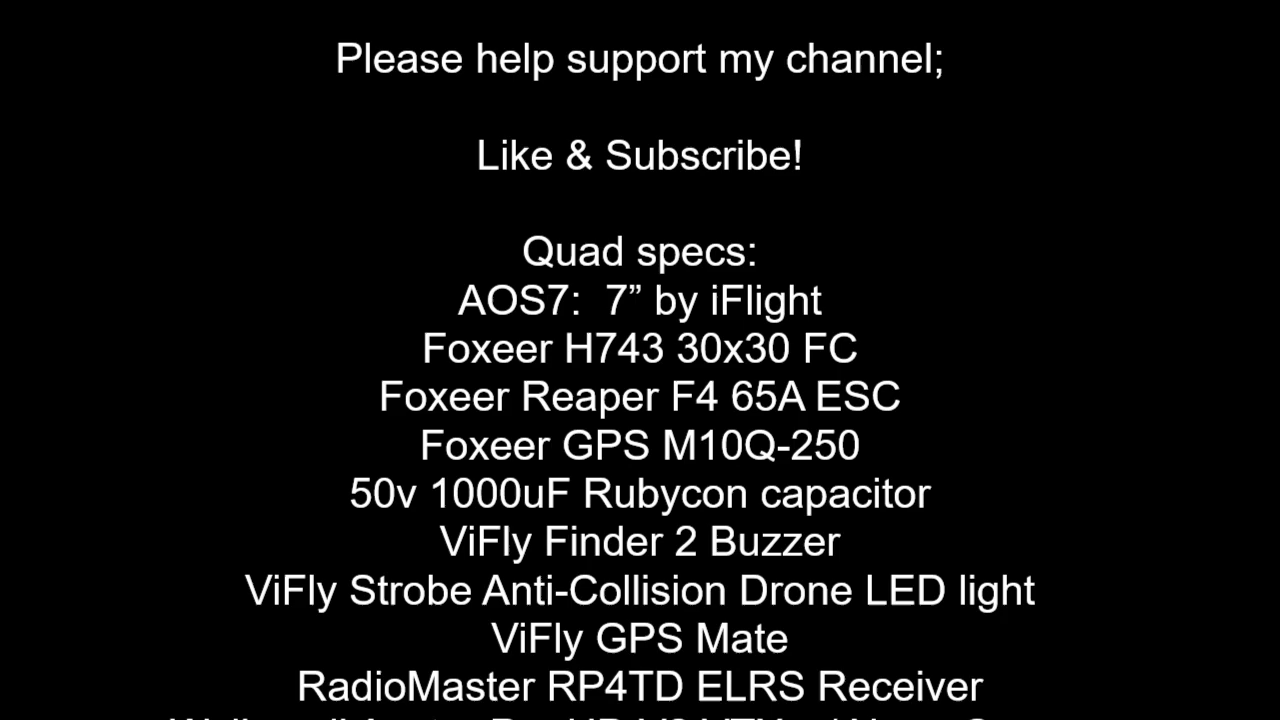 Please help support my channel;
Like & Subscribe!
Quad specs:
AOS7:  7” by iFlight
Foxeer H743 30x30 FC
Foxeer Reaper F4 65A ESC
Foxeer GPS M10Q-250
50v 1000uF Rubycon capacitor
ViFly Finder 2 Buzzer
ViFly Strobe Anti-Collision Drone LED light
ViFly GPS Mate
RadioMaster RP4TD ELRS Receiver